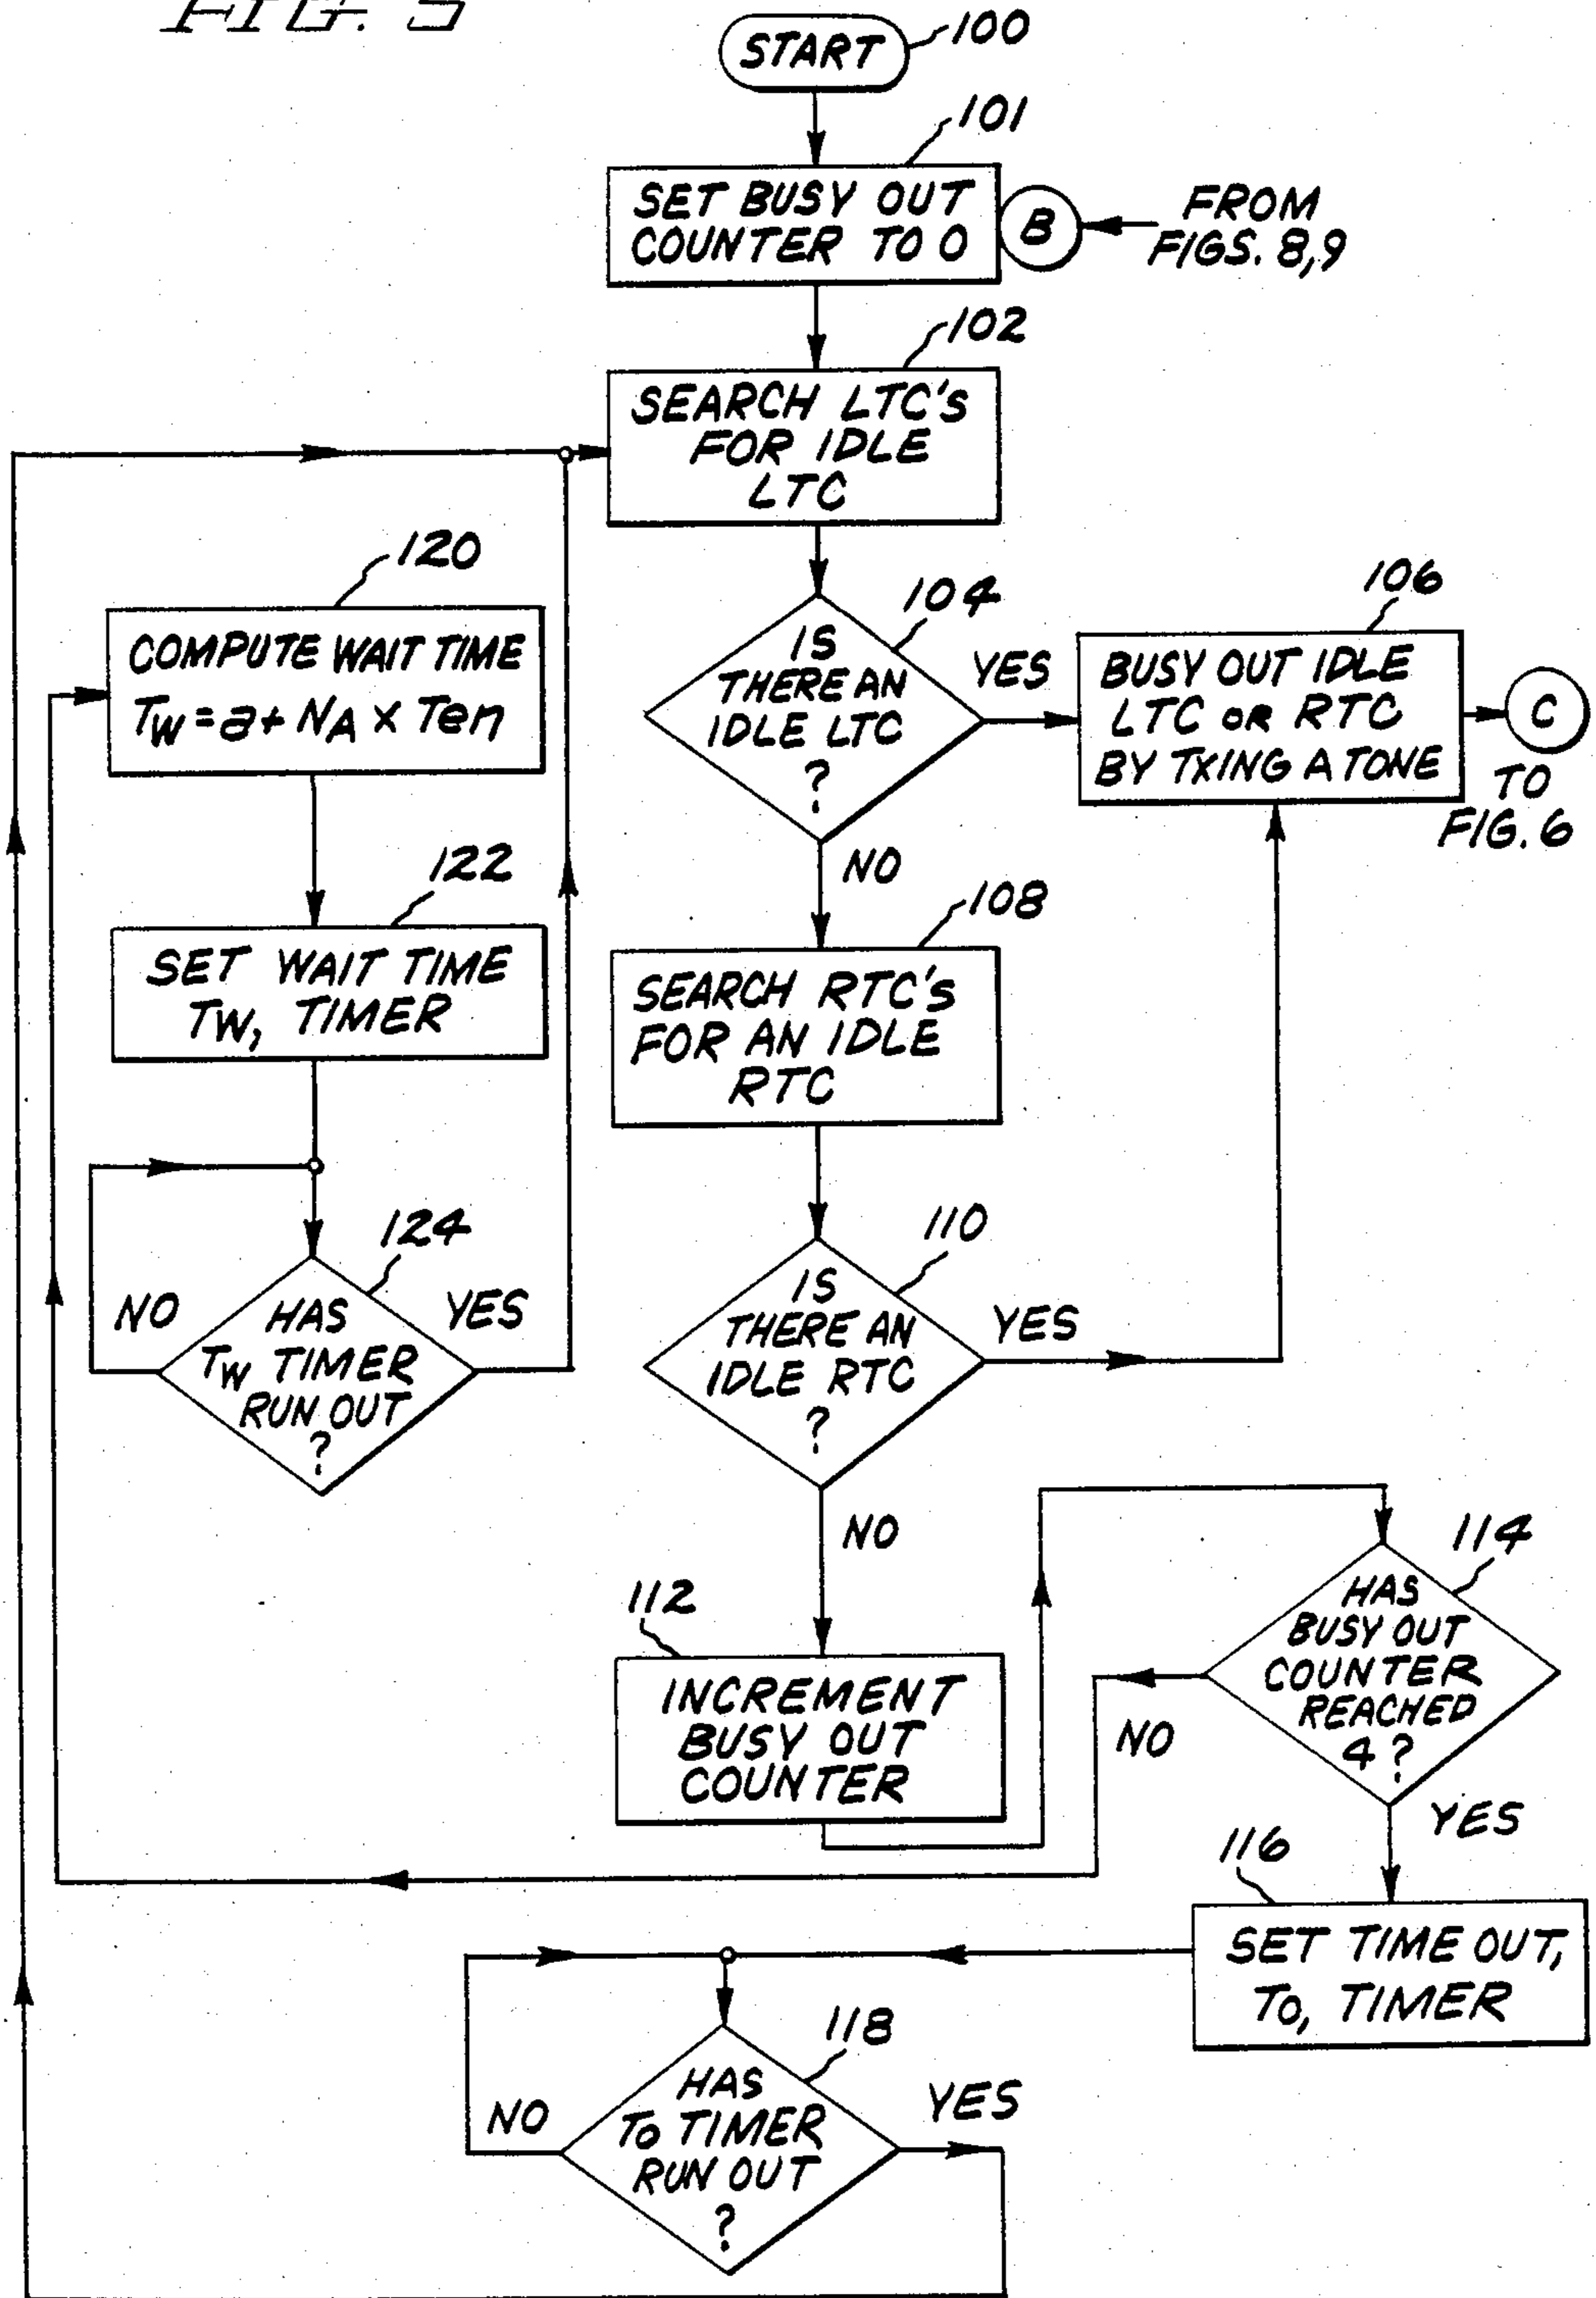 FIG. 5
START
100
101
SET BUSY OUT
COUNTER TO 0
B
FROM
FIGS. 8,9
102
SEARCH LTC's
FOR IDLE
LTC
120
COMPUTE WAIT TIME
TW = a + NA x Ten
104
IS
THERE AN
IDLE LTC
?
YES
NO
106
BUSY OUT IDLE
LTC OR RTC
BY TXING A TONE
C
TO
FIG. 6
122
SET WAIT TIME
TW, TIMER
108
SEARCH RTC's
FOR AN IDLE
RTC
124
HAS
TW TIMER
RUN OUT
?
NO
YES
110
IS
THERE AN
IDLE RTC
?
YES
NO
112
INCREMENT
BUSY OUT
COUNTER
114
HAS
BUSY OUT
COUNTER
REACHED
4 ?
NO
YES
116
SET TIME OUT,
TO, TIMER
118
HAS
TO TIMER
RUN OUT
?
NO
YES